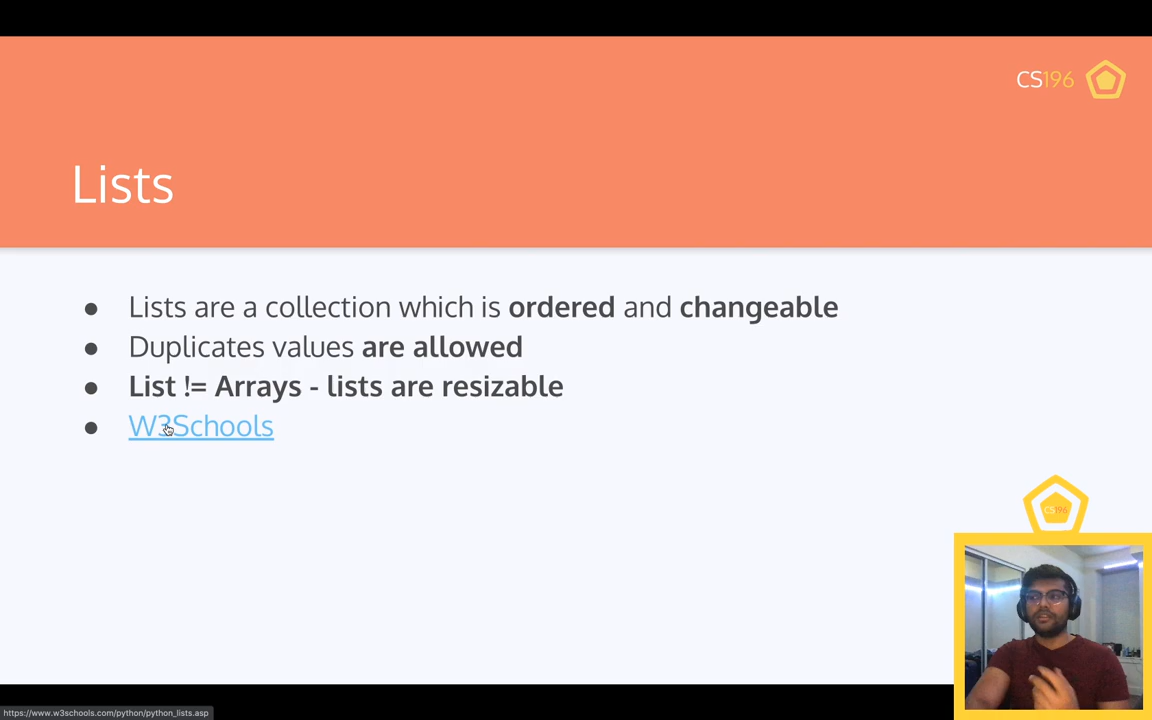 CS196
Lists
● Lists are a collection which is ordered and changeable
● Duplicates values are allowed
● List != Arrays - lists are resizable
● W3Schools
CS196
https://www.w3schools.com/python/python_lists.asp